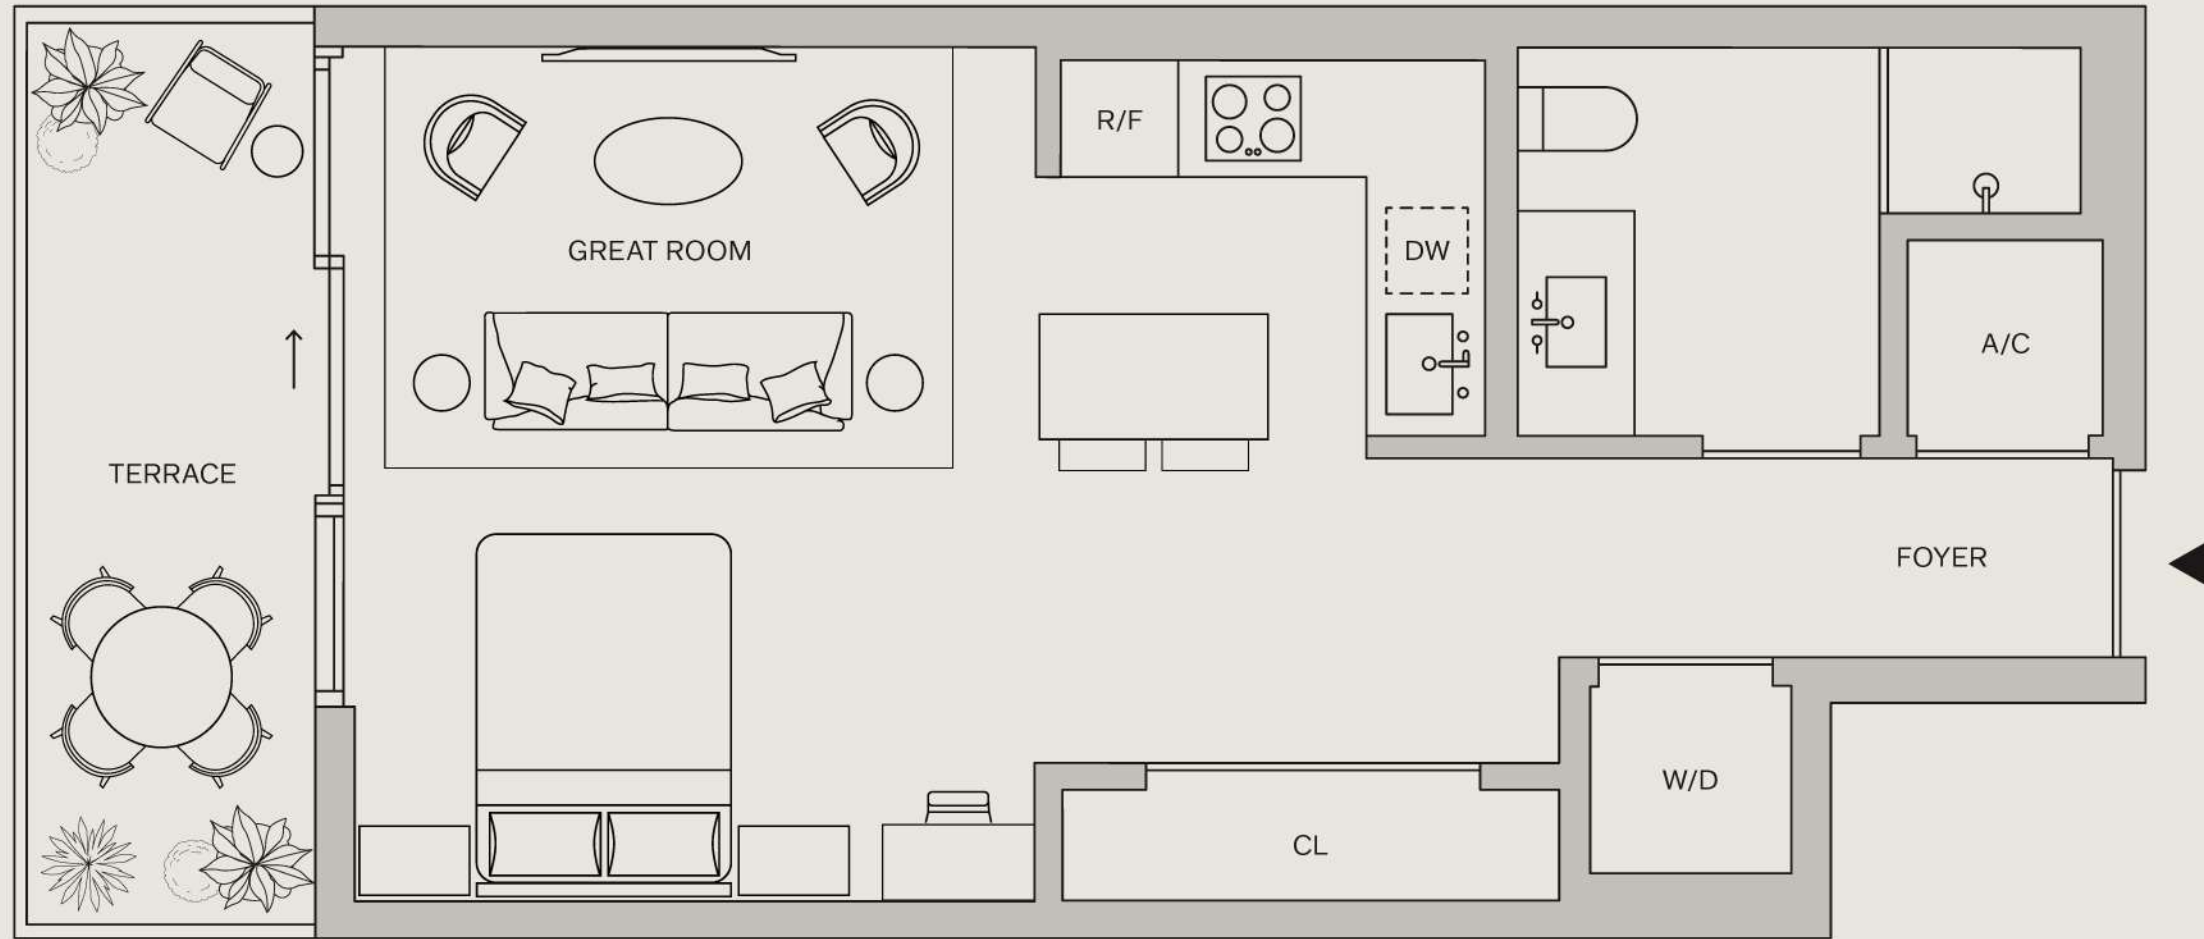 R/F
GREAT ROOM
DW
A/C
TERRACE
FOYER
W/D
CL